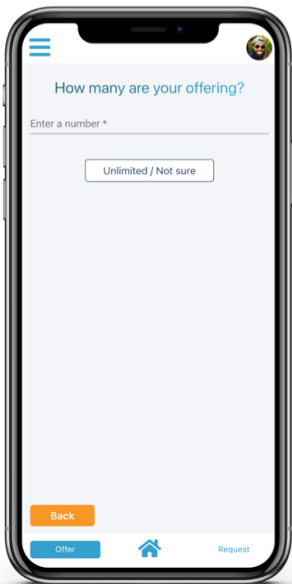 How many are your offering?
Enter a number *
Unlimited / Not sure
Back
Offer
Request